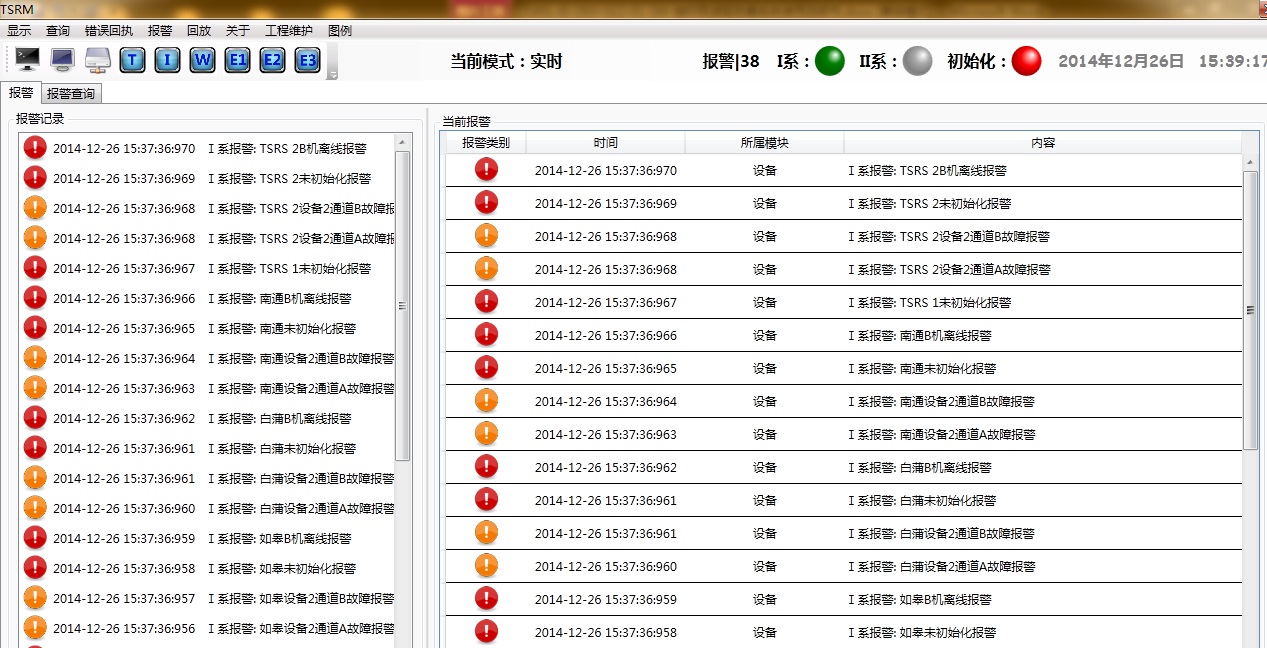 TSRM
显示 查询 错误回执 报警 回放 关于 工程维护 图例
T I W E1 E2 E3 当前模式：实时 报警|38 I系： II系： 初始化： 2014年12月26日 15:39:17
报警 报警查询
报警记录
2014-12-26 15:37:36:970 I 系报警: TSRS 2B机离线报警
2014-12-26 15:37:36:969 I 系报警: TSRS 2未初始化报警
2014-12-26 15:37:36:968 I 系报警: TSRS 2设备2通道B故障报
2014-12-26 15:37:36:968 I 系报警: TSRS 2设备2通道A故障报
2014-12-26 15:37:36:967 I 系报警: TSRS 1未初始化报警
2014-12-26 15:37:36:966 I 系报警: 南通B机离线报警
2014-12-26 15:37:36:965 I 系报警: 南通未初始化报警
2014-12-26 15:37:36:964 I 系报警: 南通设备2通道B故障报警
2014-12-26 15:37:36:963 I 系报警: 南通设备2通道A故障报警
2014-12-26 15:37:36:962 I 系报警: 白蒲B机离线报警
2014-12-26 15:37:36:961 I 系报警: 白蒲未初始化报警
2014-12-26 15:37:36:961 I 系报警: 白蒲设备2通道B故障报警
2014-12-26 15:37:36:960 I 系报警: 白蒲设备2通道A故障报警
2014-12-26 15:37:36:959 I 系报警: 如皋B机离线报警
2014-12-26 15:37:36:958 I 系报警: 如皋未初始化报警
2014-12-26 15:37:36:957 I 系报警: 如皋设备2通道B故障报警
2014-12-26 15:37:36:956 I 系报警: 如皋设备2通道A故障报警
当前报警
报警类别 时间 所属模块 内容
2014-12-26 15:37:36:970 设备 I 系报警: TSRS 2B机离线报警
2014-12-26 15:37:36:969 设备 I 系报警: TSRS 2未初始化报警
2014-12-26 15:37:36:968 设备 I 系报警: TSRS 2设备2通道B故障报警
2014-12-26 15:37:36:968 设备 I 系报警: TSRS 2设备2通道A故障报警
2014-12-26 15:37:36:967 设备 I 系报警: TSRS 1未初始化报警
2014-12-26 15:37:36:966 设备 I 系报警: 南通B机离线报警
2014-12-26 15:37:36:965 设备 I 系报警: 南通未初始化报警
2014-12-26 15:37:36:964 设备 I 系报警: 南通设备2通道B故障报警
2014-12-26 15:37:36:963 设备 I 系报警: 南通设备2通道A故障报警
2014-12-26 15:37:36:962 设备 I 系报警: 白蒲B机离线报警
2014-12-26 15:37:36:961 设备 I 系报警: 白蒲未初始化报警
2014-12-26 15:37:36:961 设备 I 系报警: 白蒲设备2通道B故障报警
2014-12-26 15:37:36:960 设备 I 系报警: 白蒲设备2通道A故障报警
2014-12-26 15:37:36:959 设备 I 系报警: 如皋B机离线报警
2014-12-26 15:37:36:958 设备 I 系报警: 如皋未初始化报警